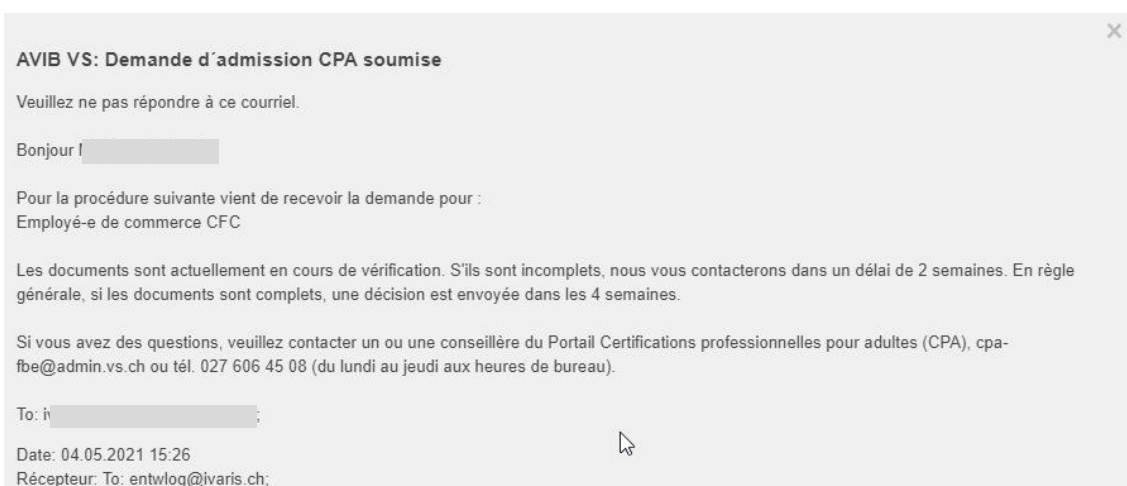 AVIB VS: Demande d´admission CPA soumise
Veuillez ne pas répondre à ce courriel.
Bonjour
Pour la procédure suivante vient de recevoir la demande pour :
Employé-e de commerce CFC
Les documents sont actuellement en cours de vérification. S'ils sont incomplets, nous vous contacterons dans un délai de 2 semaines. En règle
générale, si les documents sont complets, une décision est envoyée dans les 4 semaines.
Si vous avez des questions, veuillez contacter un ou une conseillère du Portail Certifications professionnelles pour adultes (CPA), cpa-
fbe@admin.vs.ch ou tél. 027 606 45 08 (du lundi au jeudi aux heures de bureau).
To: i ;
Date: 04.05.2021 15:26
Récepteur: To: entwlog@ivaris.ch;